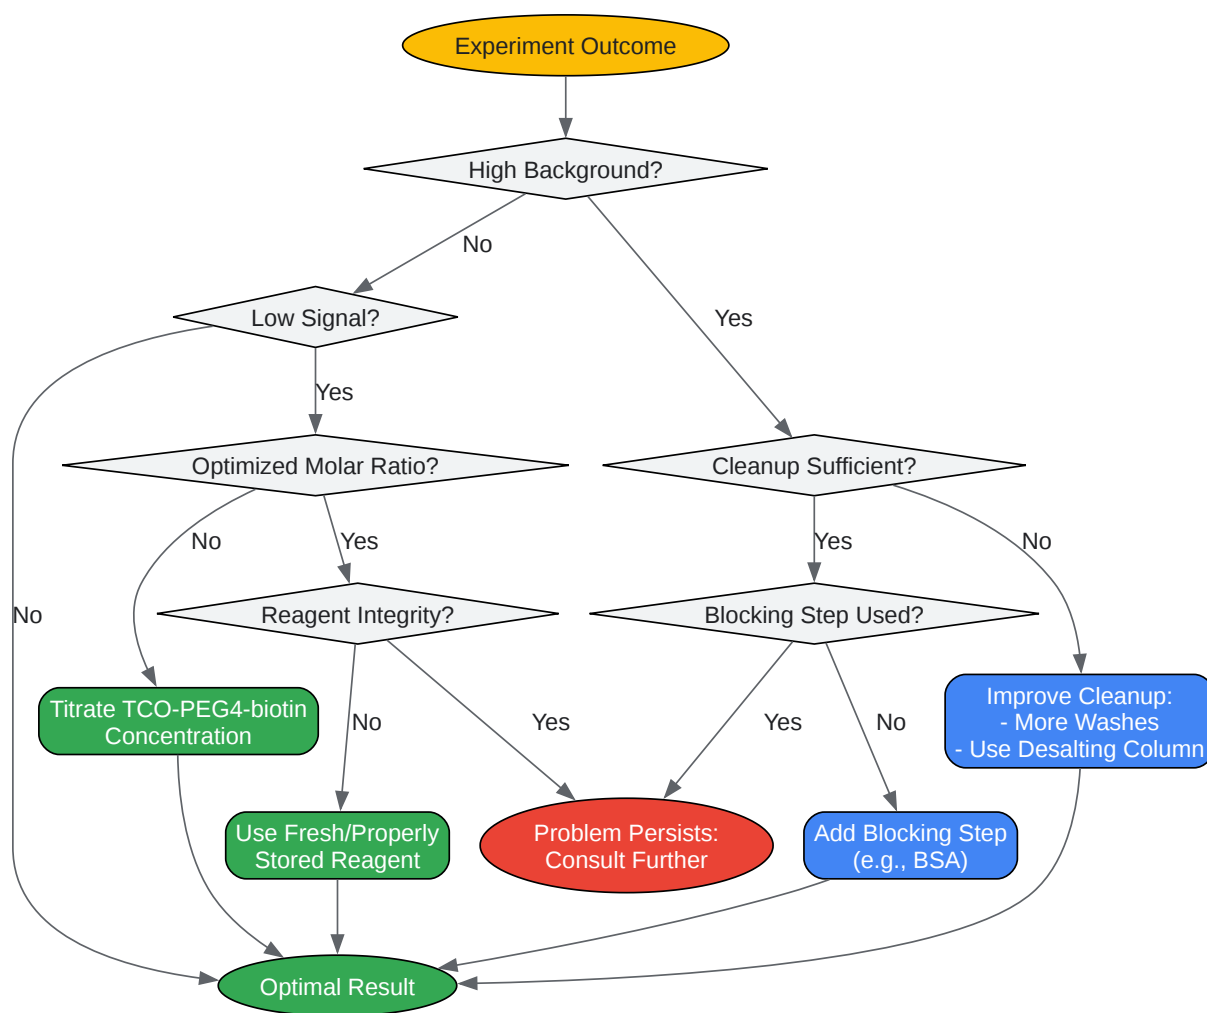 Experiment Outcome
High Background?
No
Low Signal?
Yes
Yes
Optimized Molar Ratio?
Cleanup Sufficient?
No
Yes
Yes
No
No
Reagent Integrity?
Blocking Step Used?
Titrate TCO-PEG4-biotin
Concentration
No
Yes
Yes
No
Improve Cleanup:
- More Washes
- Use Desalting Column
Use Fresh/Properly
Stored Reagent
Problem Persists:
Consult Further
Add Blocking Step
(e.g., BSA)
Optimal Result